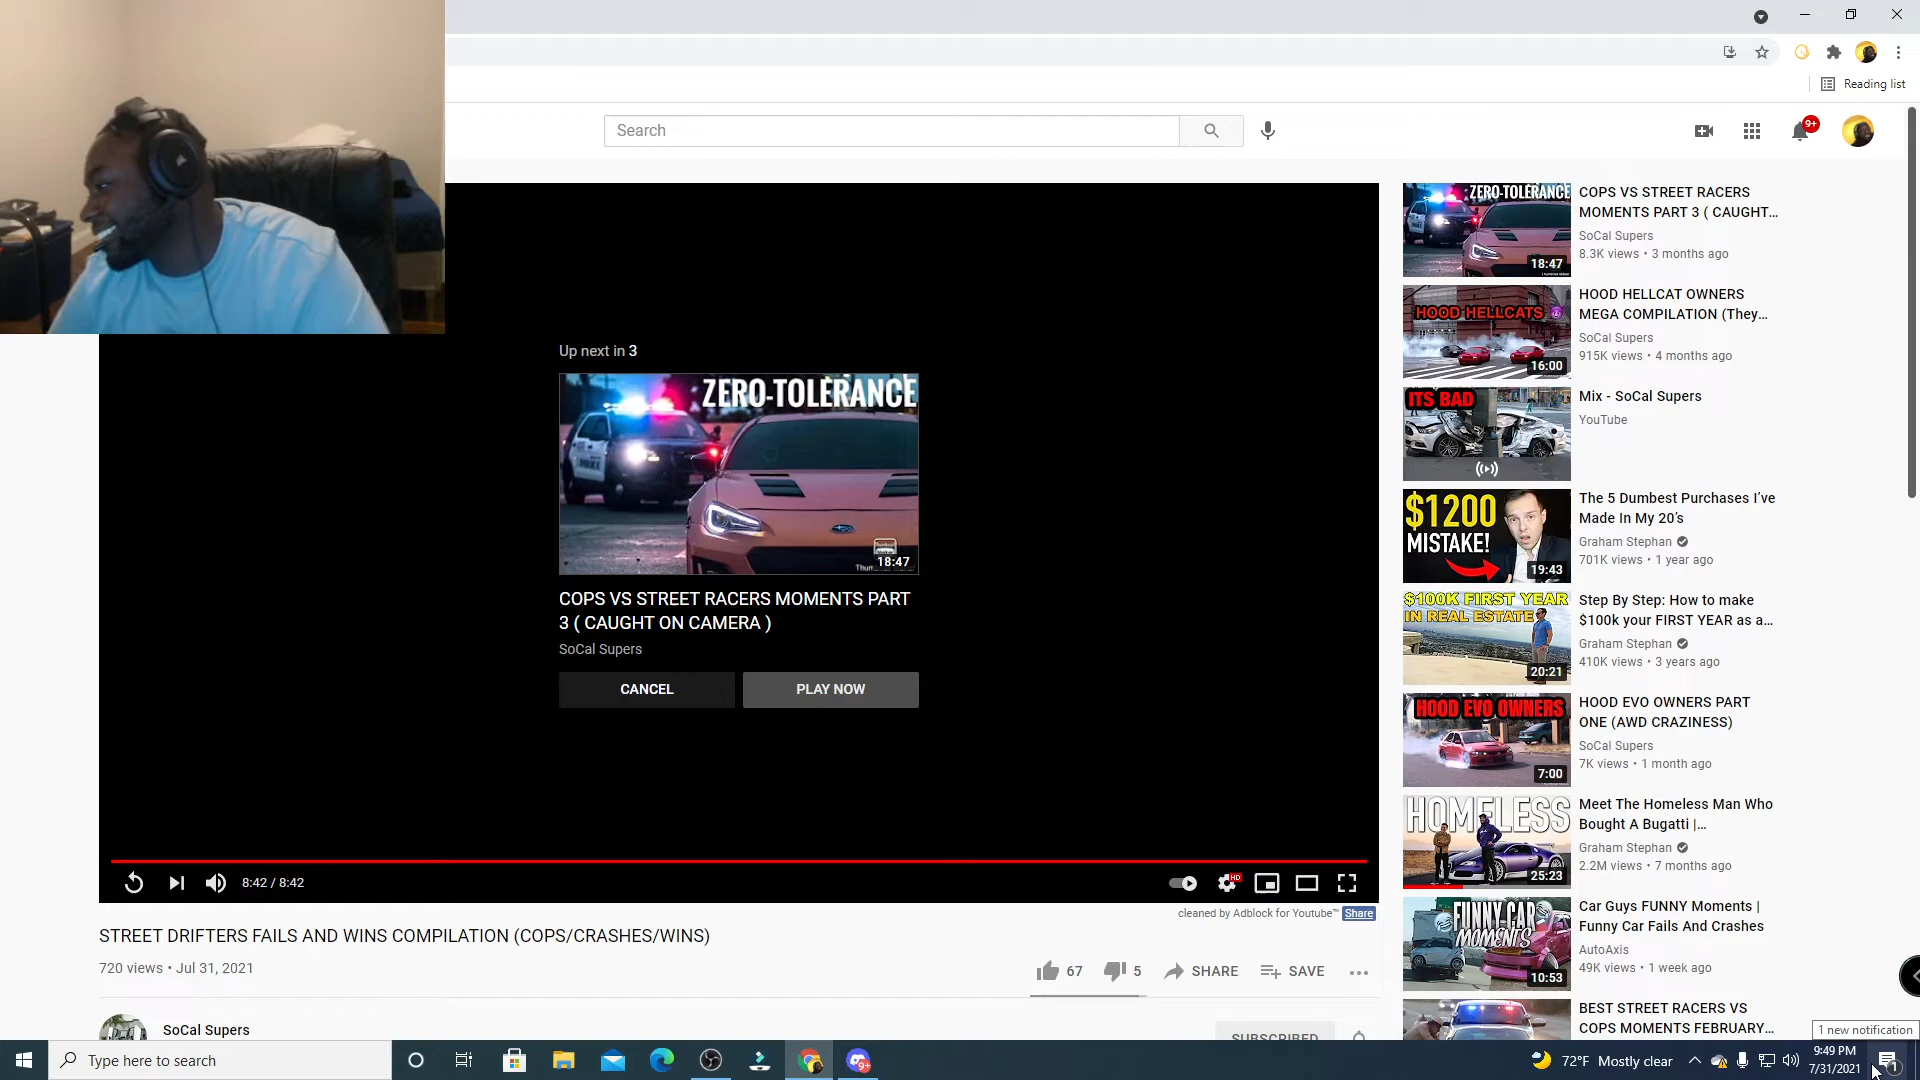 Reading list
Search
9+
Up next in 3
ZERO-TOLERANCE
18:47
COPS VS STREET RACERS MOMENTS PART
3 ( CAUGHT ON CAMERA )
SoCal Supers
CANCEL
PLAY NOW
8:42 / 8:42
HD
cleaned by Adblock for Youtube™
Share
STREET DRIFTERS FAILS AND WINS COMPILATION (COPS/CRASHES/WINS)
720 views • Jul 31, 2021
67
5
SHARE
SAVE
SoCal Supers
SUBSCRIBED
ZERO-TOLERANCE
18:47
COPS VS STREET RACERS
MOMENTS PART 3 ( CAUGHT...
SoCal Supers
8.3K views • 3 months ago
HOOD HELLCATS
16:00
HOOD HELLCAT OWNERS
MEGA COMPILATION (They...
SoCal Supers
915K views • 4 months ago
ITS BAD
Mix - SoCal Supers
YouTube
$1200
MISTAKE!
19:43
The 5 Dumbest Purchases I've
Made In My 20's
Graham Stephan
701K views • 1 year ago
$100K FIRST YEAR
IN REAL ESTATE
20:21
Step By Step: How to make
$100k your FIRST YEAR as a...
Graham Stephan
410K views • 3 years ago
HOOD EVO OWNERS
7:00
HOOD EVO OWNERS PART
ONE (AWD CRAZINESS)
SoCal Supers
7K views • 1 month ago
HOMELESS
25:23
Meet The Homeless Man Who
Bought A Bugatti |...
Graham Stephan
2.2M views • 7 months ago
FUNNY CAR
MOMENTS
10:53
Car Guys FUNNY Moments |
Funny Car Fails And Crashes
AutoAxis
49K views • 1 week ago
BEST STREET RACERS VS
COPS MOMENTS FEBRUARY...
1 new notification
Type here to search
9+
72°F Mostly clear
9:49 PM
7/31/2021
1